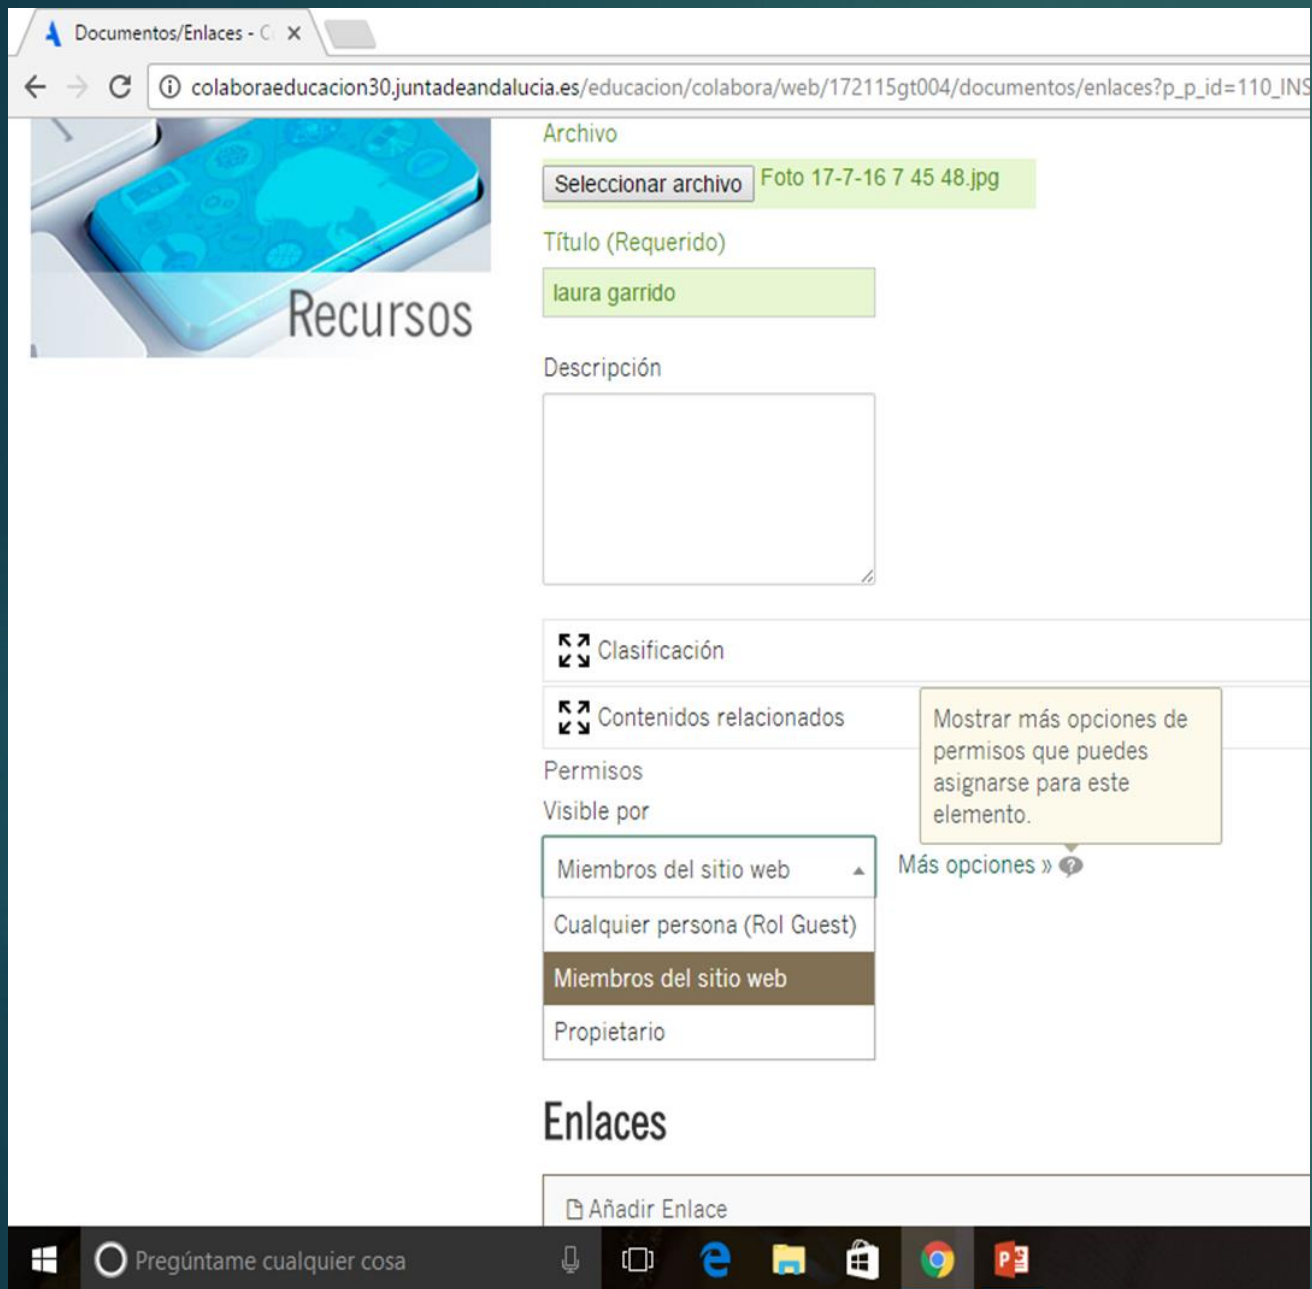 Documentos/Enlaces - C
colaboraeducacion30.juntadeandalucia.es/educacion/colabora/web/172115gt004/documentos/enlaces?p_p_id=110_INS
Recursos
Archivo
Seleccionar archivo Foto 17-7-16 7 45 48.jpg
Título (Requerido)
laura garrido
Descripción
Clasificación
Contenidos relacionados
Mostrar más opciones de
permisos que puedes
asignarse para este
elemento.
Permisos
Visible por
Miembros del sitio web
Más opciones »
Cualquier persona (Rol Guest)
Miembros del sitio web
Propietario
Enlaces
Añadir Enlace
Pregúntame cualquier cosa